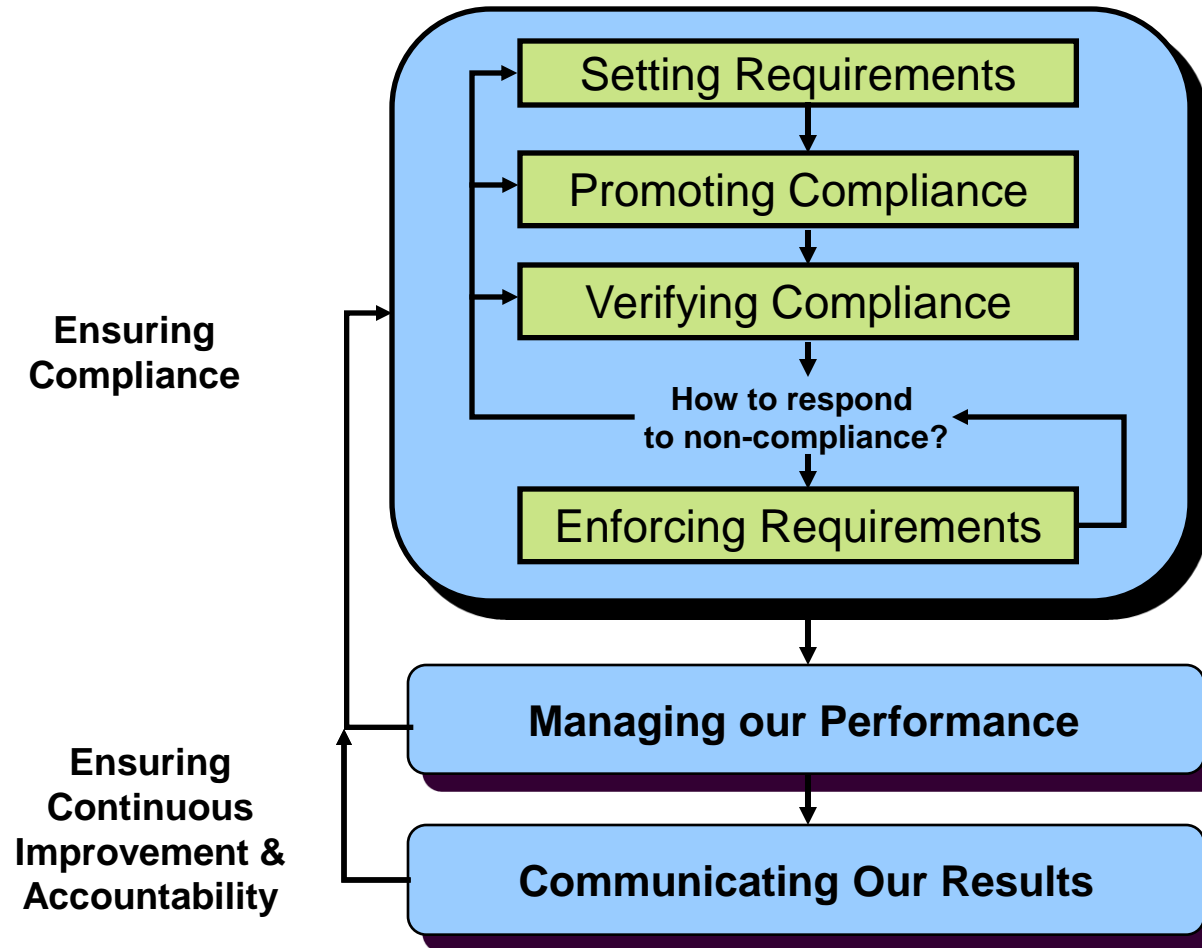 Setting Requirements
Promoting Compliance
Verifying Compliance
Ensuring
Compliance
How to respond
to non-compliance?
Enforcing Requirements
Managing our Performance
Ensuring
Continuous
Improvement &
Accountability
Communicating Our Results